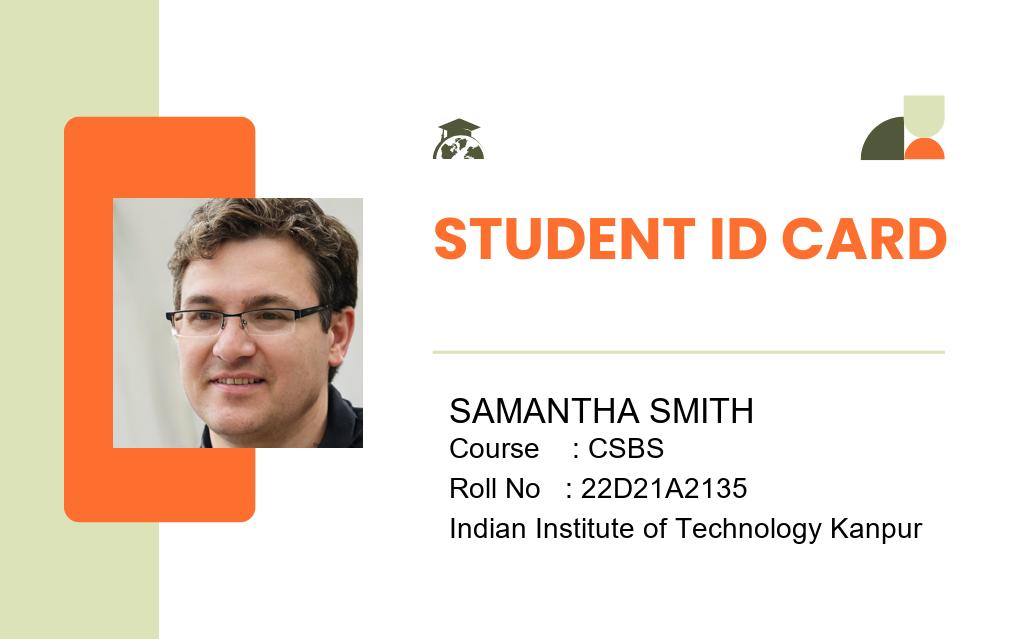 STUDENT ID CARD
SAMANTHA SMITH
Course : CSBS
Roll No : 22D21A2135
Indian Institute of Technology Kanpur